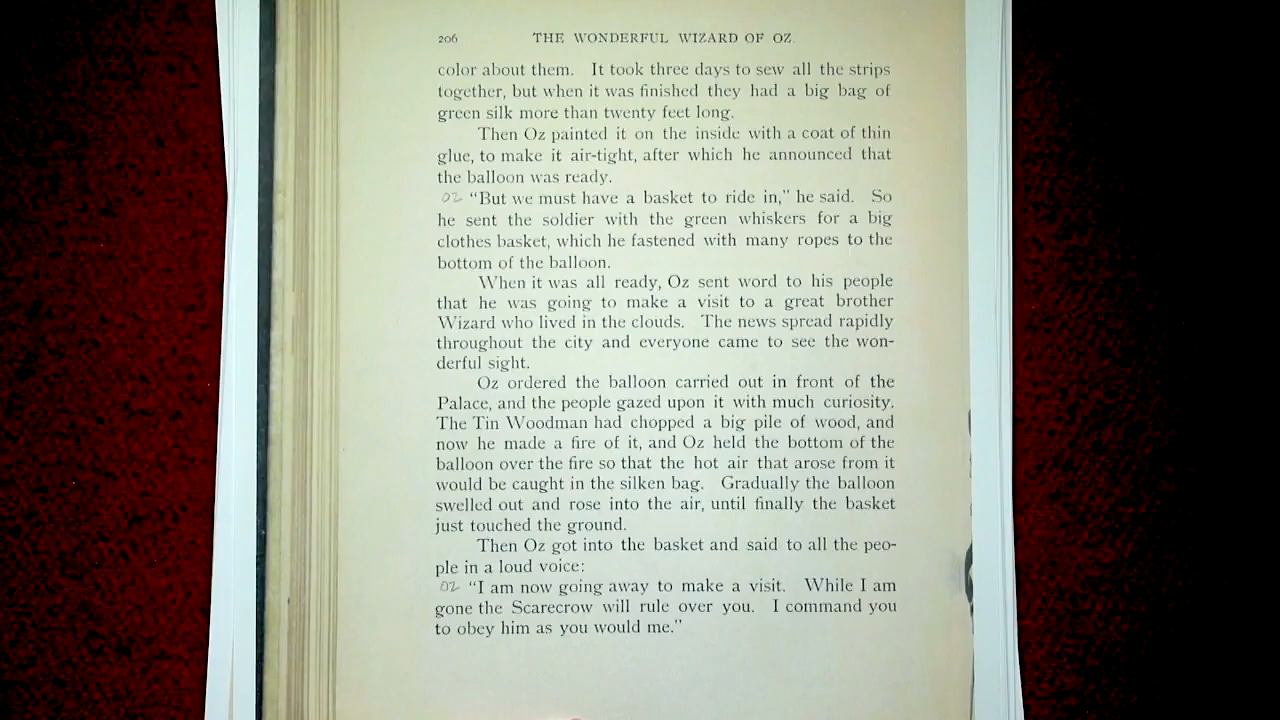 206 THE WONDERFUL WIZARD OF OZ.
color about them. It took three days to sew all the strips
together, but when it was finished they had a big bag of
green silk more than twenty feet long.
Then Oz painted it on the inside with a coat of thin
glue, to make it air-tight, after which he announced that
the balloon was ready.
OZ "But we must have a basket to ride in," he said. So
he sent the soldier with the green whiskers for a big
clothes basket, which he fastened with many ropes to the
bottom of the balloon.
When it was all ready, Oz sent word to his people
that he was going to make a visit to a great brother
Wizard who lived in the clouds. The news spread rapidly
throughout the city and everyone came to see the won-
derful sight.
Oz ordered the balloon carried out in front of the
Palace, and the people gazed upon it with much curiosity.
The Tin Woodman had chopped a big pile of wood, and
now he made a fire of it, and Oz held the bottom of the
balloon over the fire so that the hot air that arose from it
would be caught in the silken bag. Gradually the balloon
swelled out and rose into the air, until finally the basket
just touched the ground.
Then Oz got into the basket and said to all the peo-
ple in a loud voice:
OZ "I am now going away to make a visit. While I am
gone the Scarecrow will rule over you. I command you
to obey him as you would me."